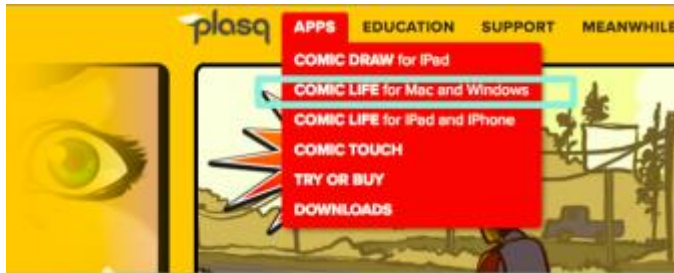 plasq APPS EDUCATION SUPPORT MEANWHILE
COMIC DRAW for iPad
COMIC LIFE for Mac and Windows
COMIC LIFE for iPad and iPhone
COMIC TOUCH
TRY OR BUY
DOWNLOADS